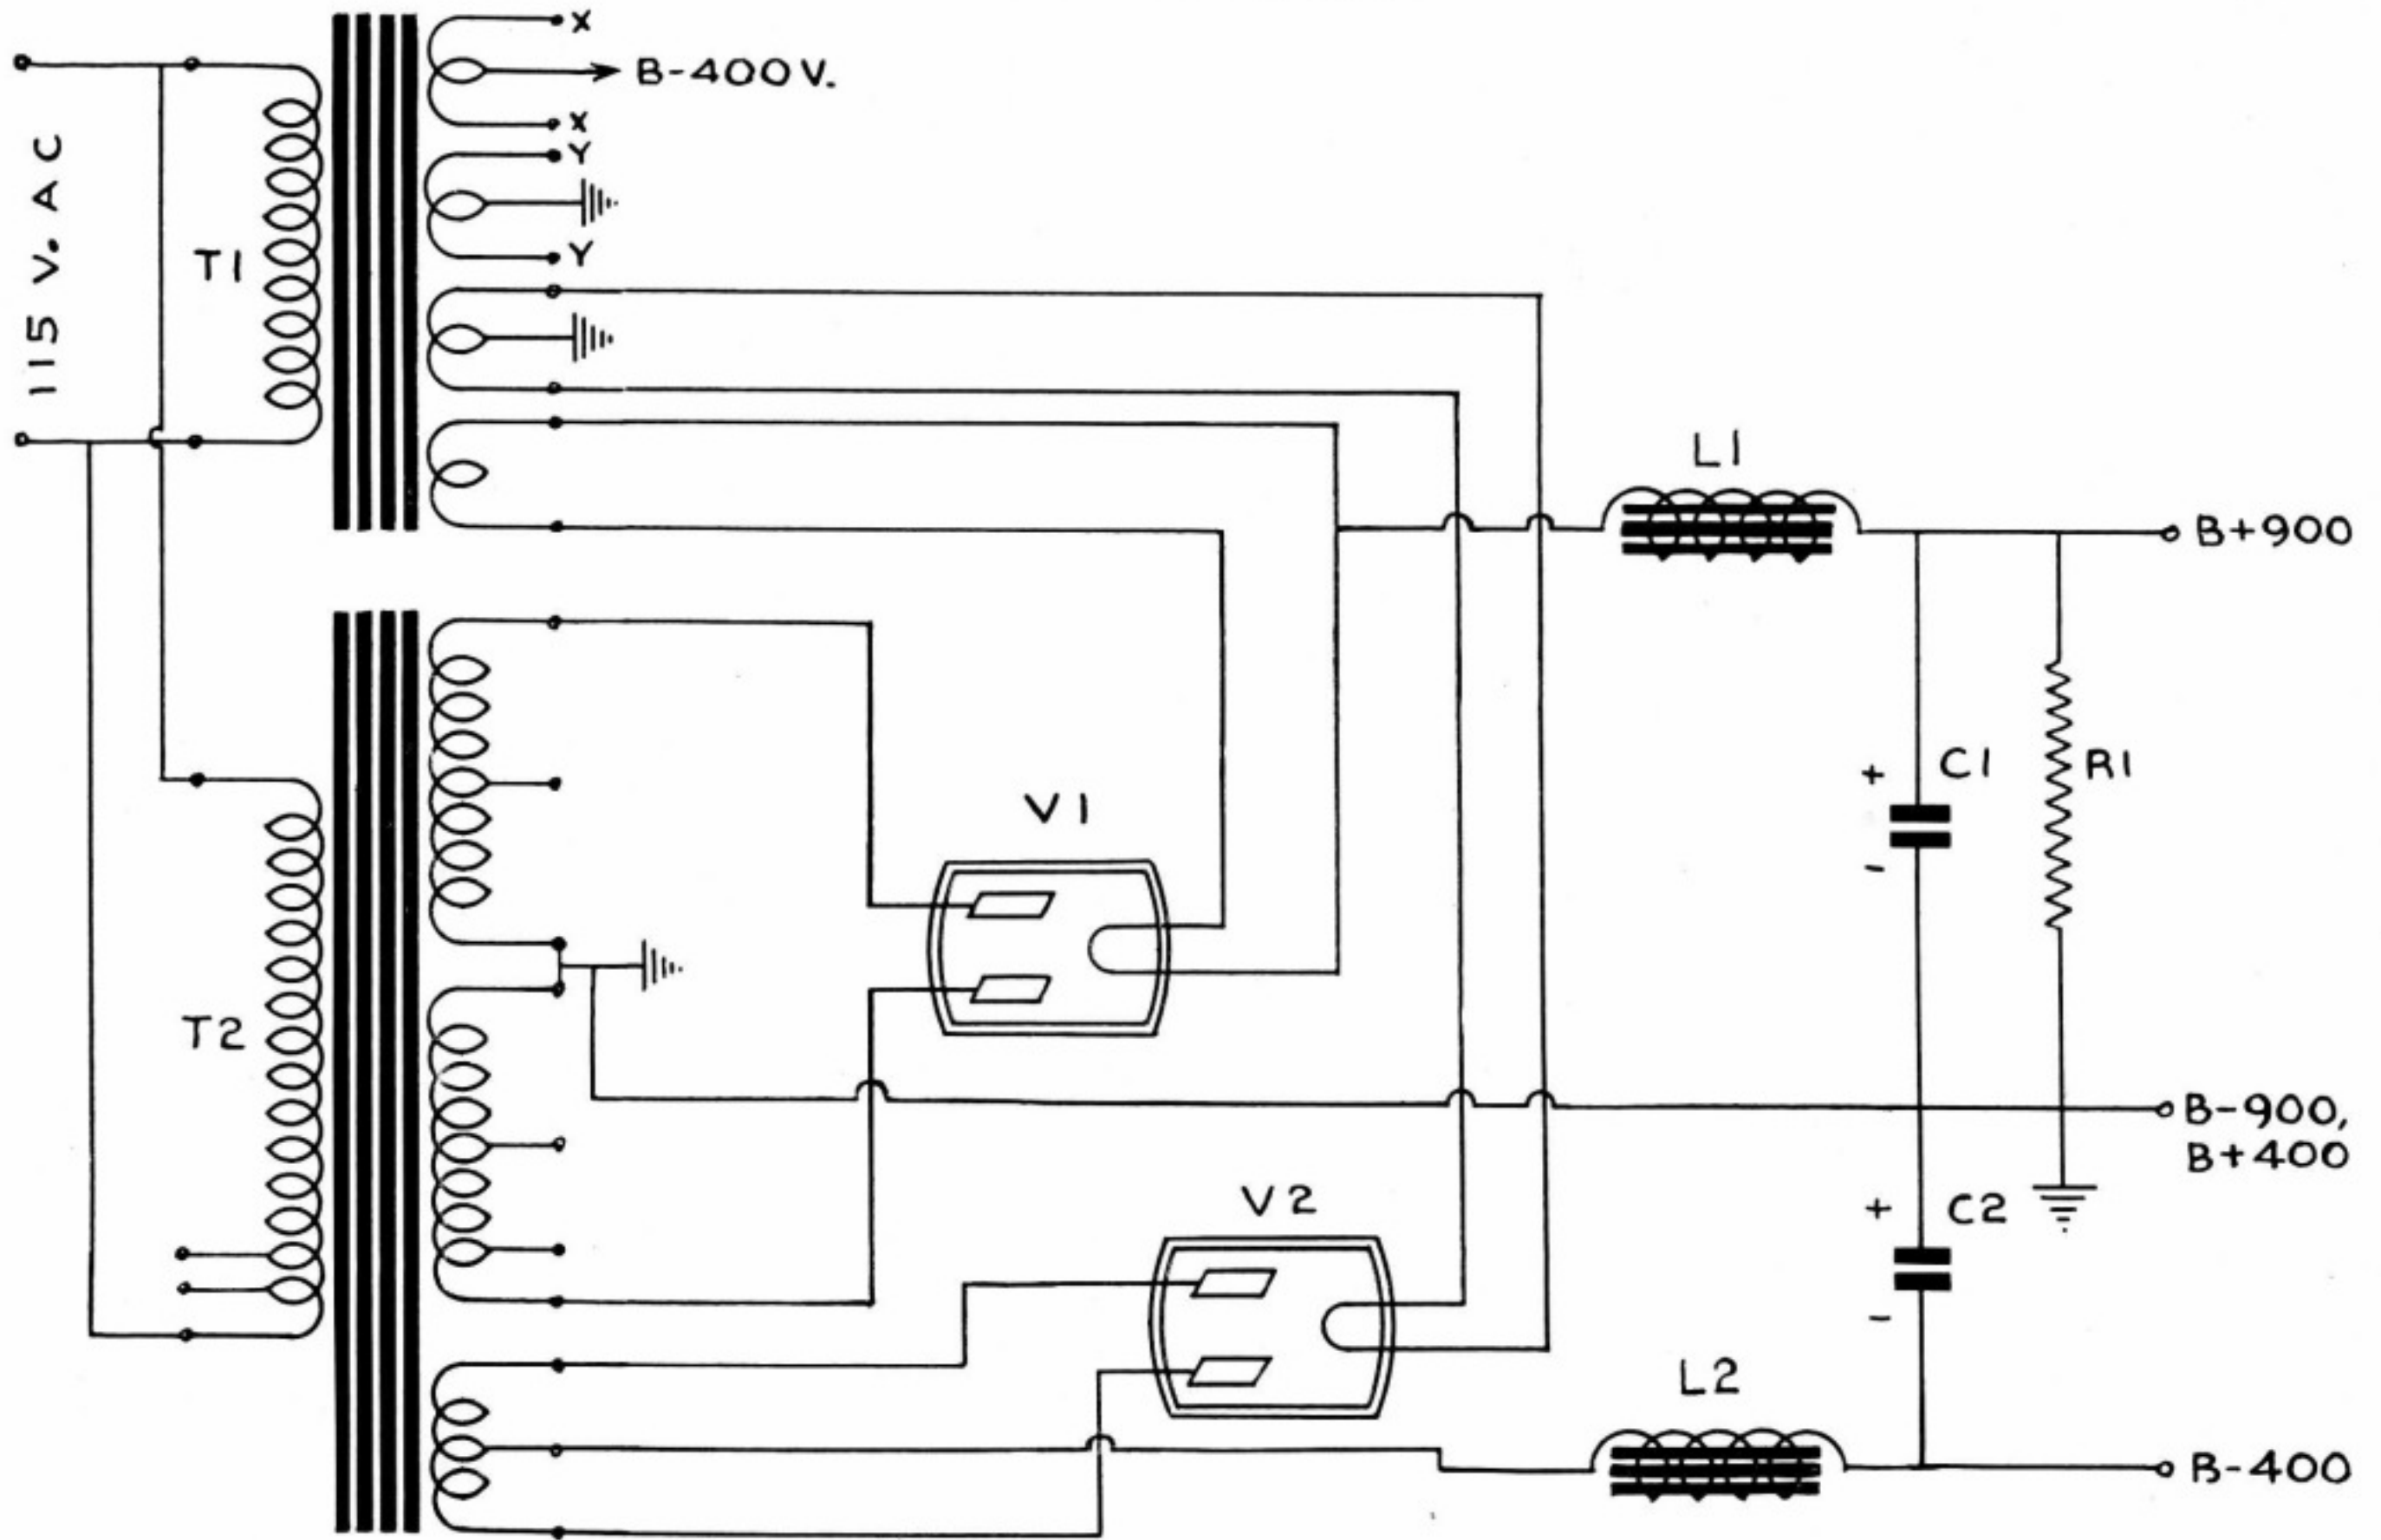 X
B-400V.
X
Y
Y
115 V. AC
T1
L1
B+900
V1
+
C1
R1
-
T2
B-900,
B+400
V2
+
C2
-
L2
B-400